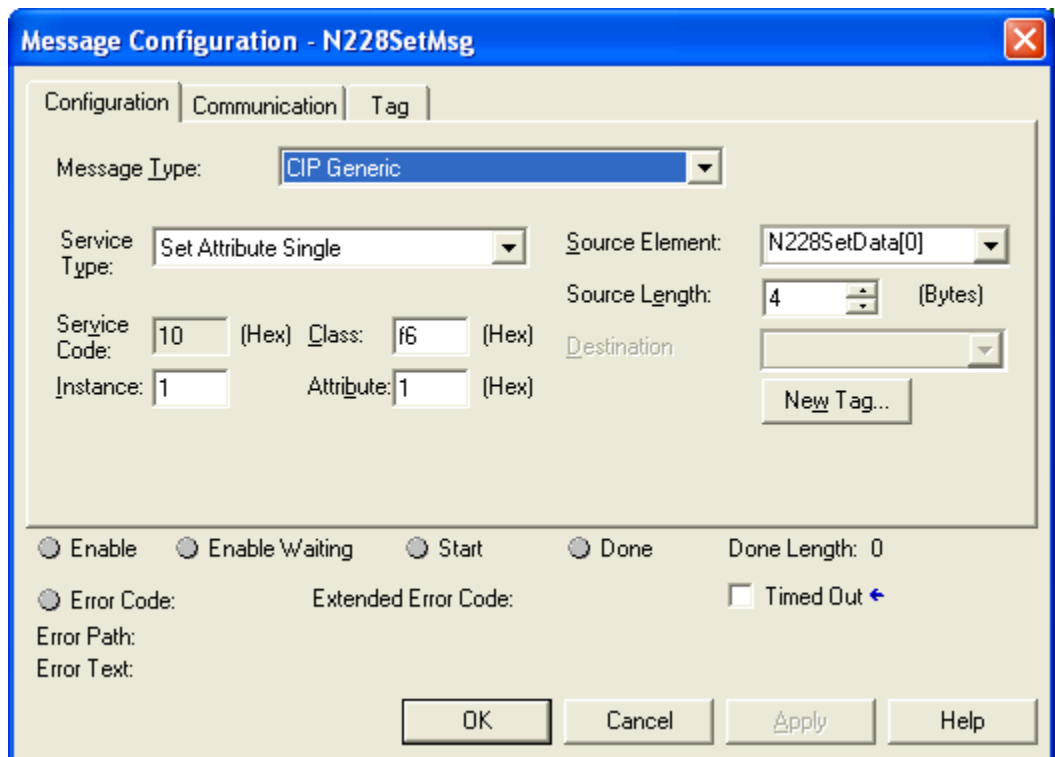 Message Configuration - N228SetMsg
Configuration Communication Tag
Message Type: CIP Generic
Service Type: Set Attribute Single
Source Element: N228SetData[0]
Source Length: 4 (Bytes)
Service Code: 10 (Hex) Class: f6 (Hex)
Destination
Instance: 1 Attribute: 1 (Hex)
New Tag...
Enable Enable Waiting Start Done Done Length: 0
Error Code: Extended Error Code: Timed Out
Error Path:
Error Text:
OK Cancel Apply Help